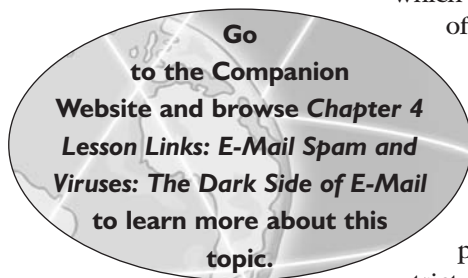 of
Go
to the Companion
Website and browse Chapter 4
Lesson Links: E-Mail Spam and
Viruses: The Dark Side of E-Mail
to learn more about this
topic.
p